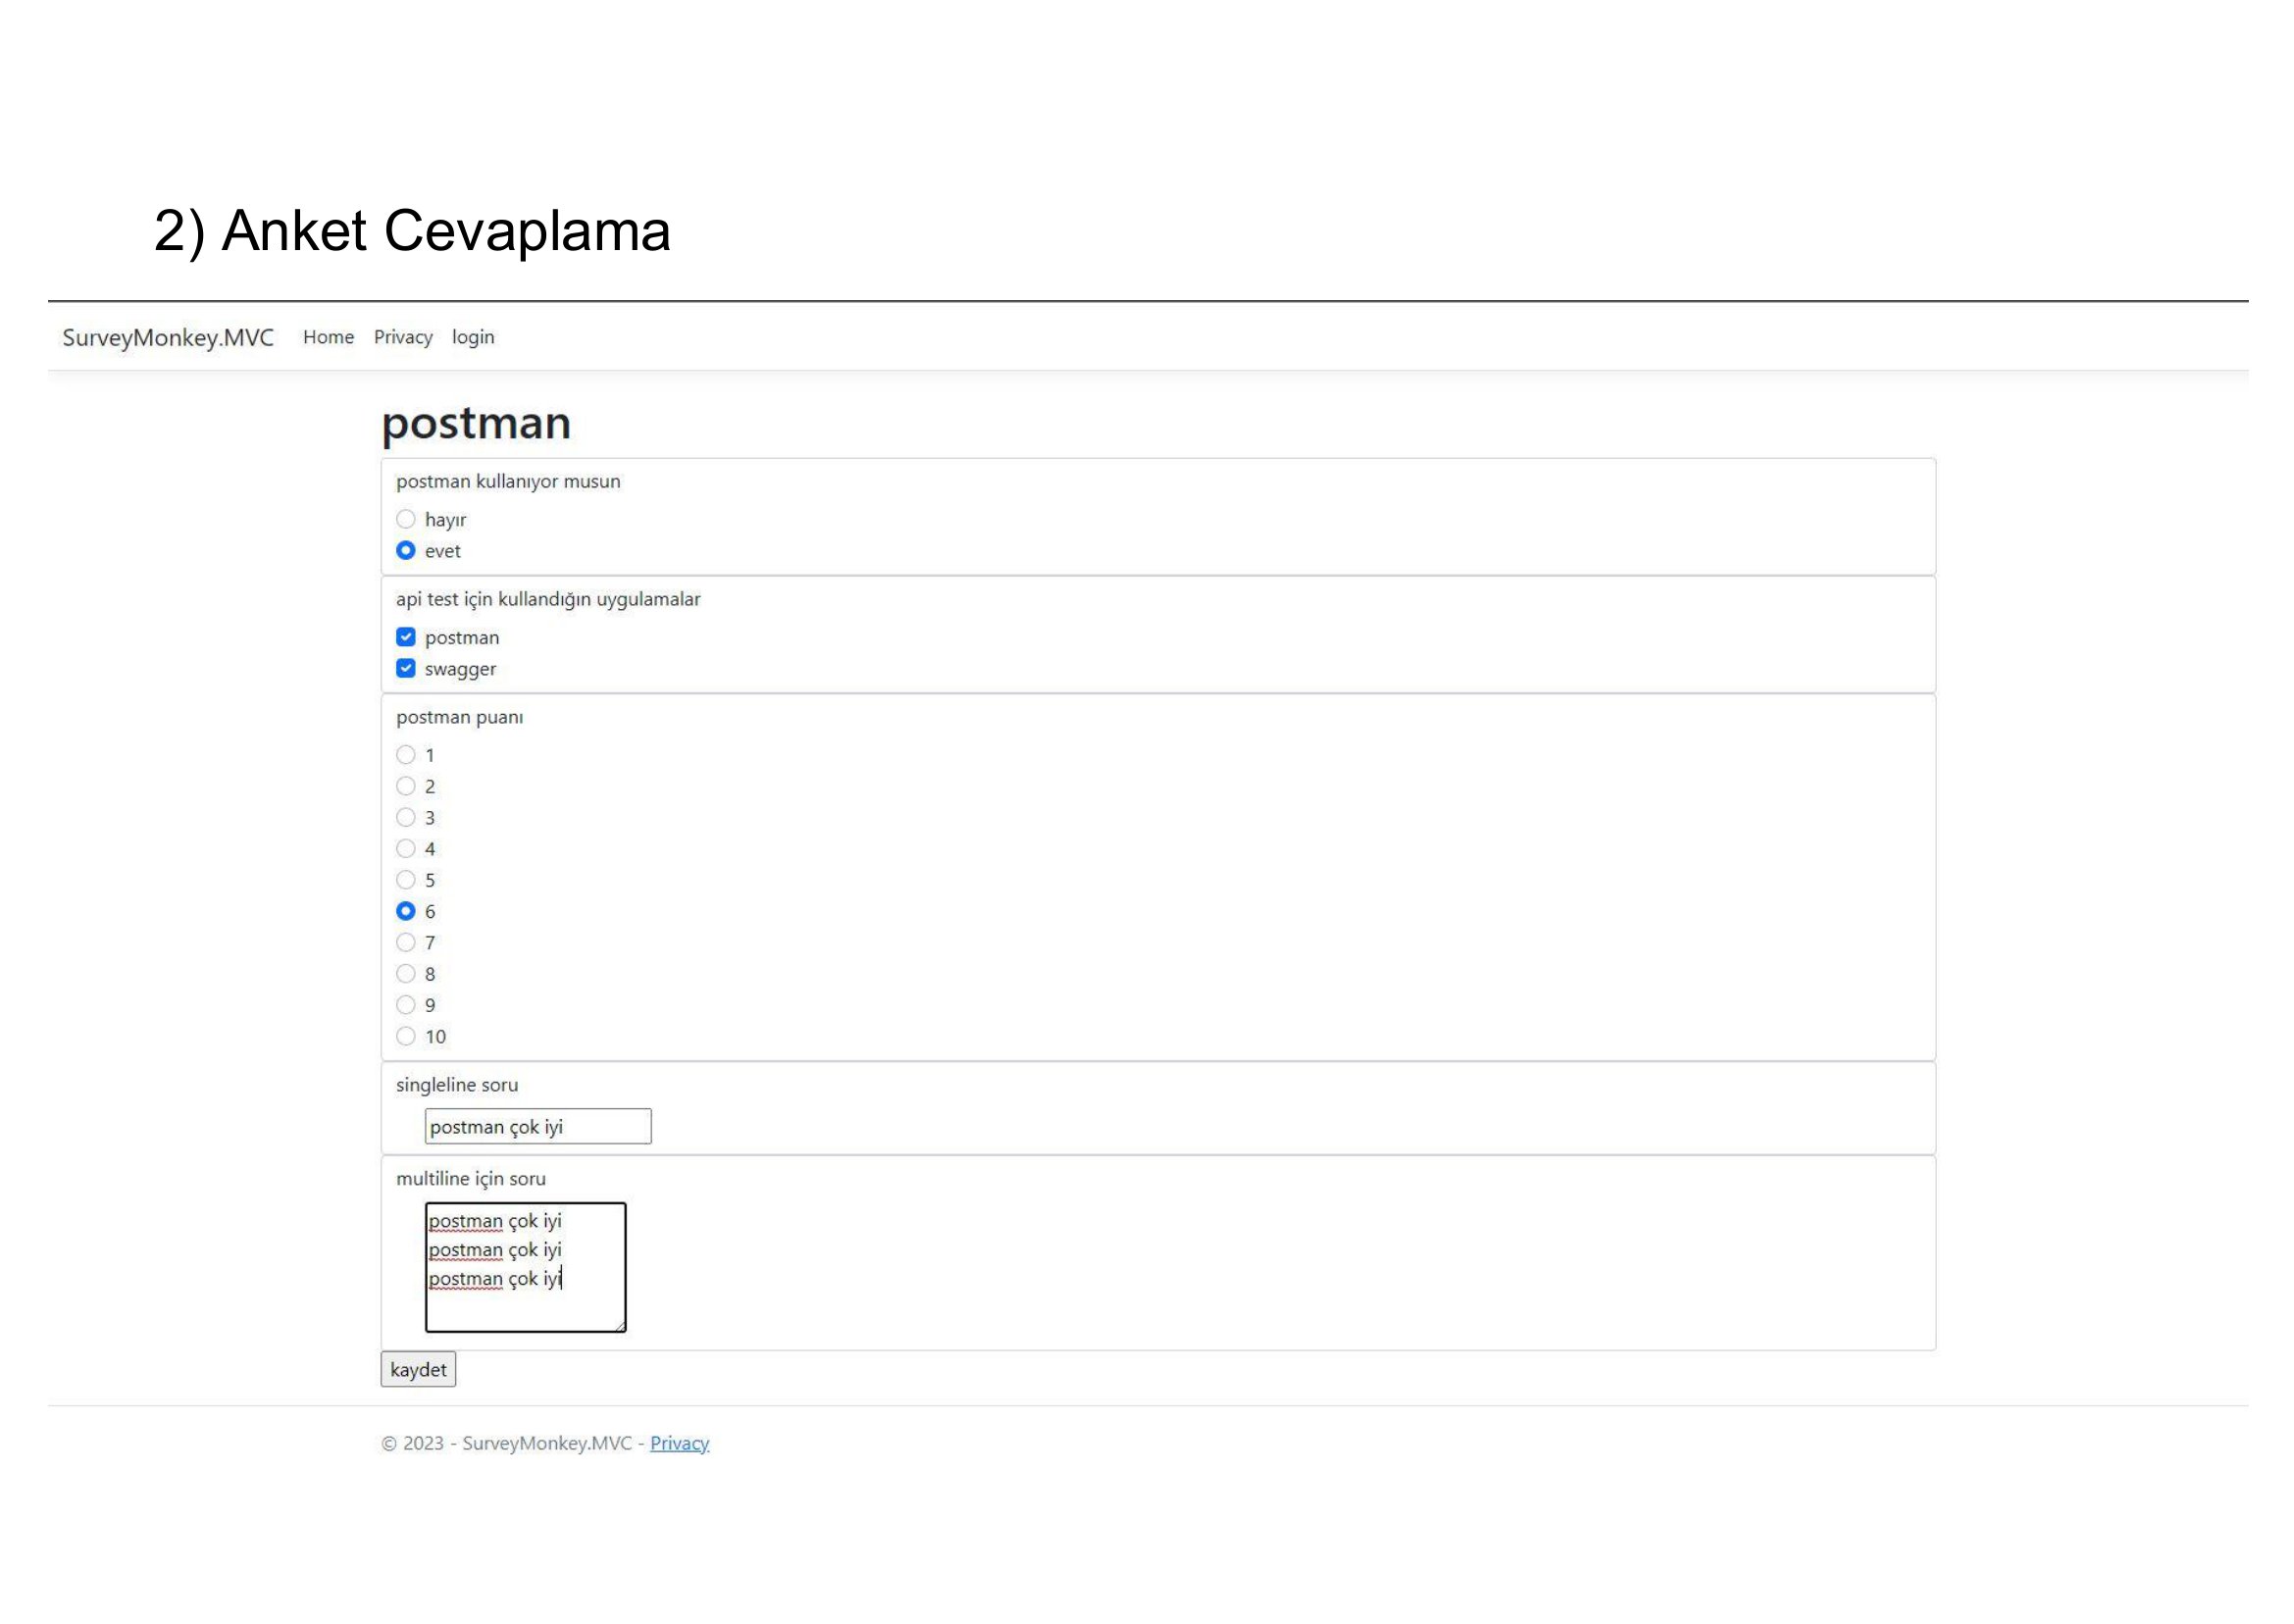 2) Anket Cevaplama
SurveyMonkey.MVC Home Privacy login
postman
postman kullanıyor musun
hayır
evet
api test için kullandığın uygulamalar
postman
swagger
postman puanı
1
2
3
4
5
6
7
8
9
10
singleline soru
postman çok iyi
multiline için soru
postman çok iyi
postman çok iyi
postman çok iyi
kaydet
© 2023 - SurveyMonkey.MVC - Privacy